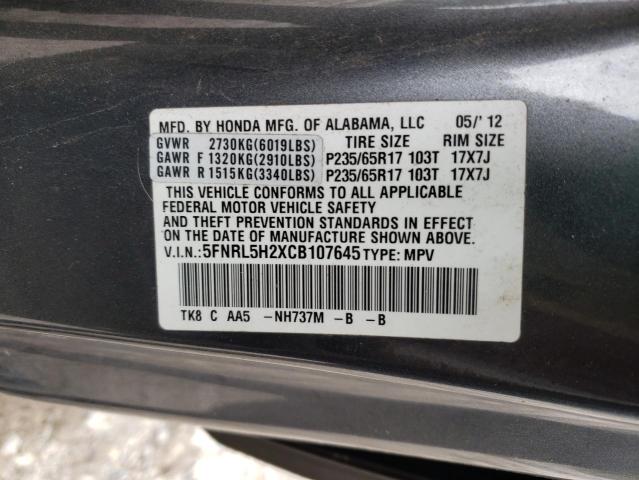 MFD. BY HONDA MFG. OF ALABAMA, LLC 05/'12
GVWR 2730KG(6019LBS) TIRE SIZE RIM SIZE
GAWR F 1320KG(2910LBS) P235/65R17 103T 17X7J
GAWR R 1515KG(3340LBS) P235/65R17 103T 17X7J
THIS VEHICLE CONFORMS TO ALL APPLICABLE
FEDERAL MOTOR VEHICLE SAFETY
AND THEFT PREVENTION STANDARDS IN EFFECT
ON THE DATE OF MANUFACTURE SHOWN ABOVE.
V.I.N.:5FNRL5H2XCB107645 TYPE: MPV
TK8 C AA5 -NH737M -B -B